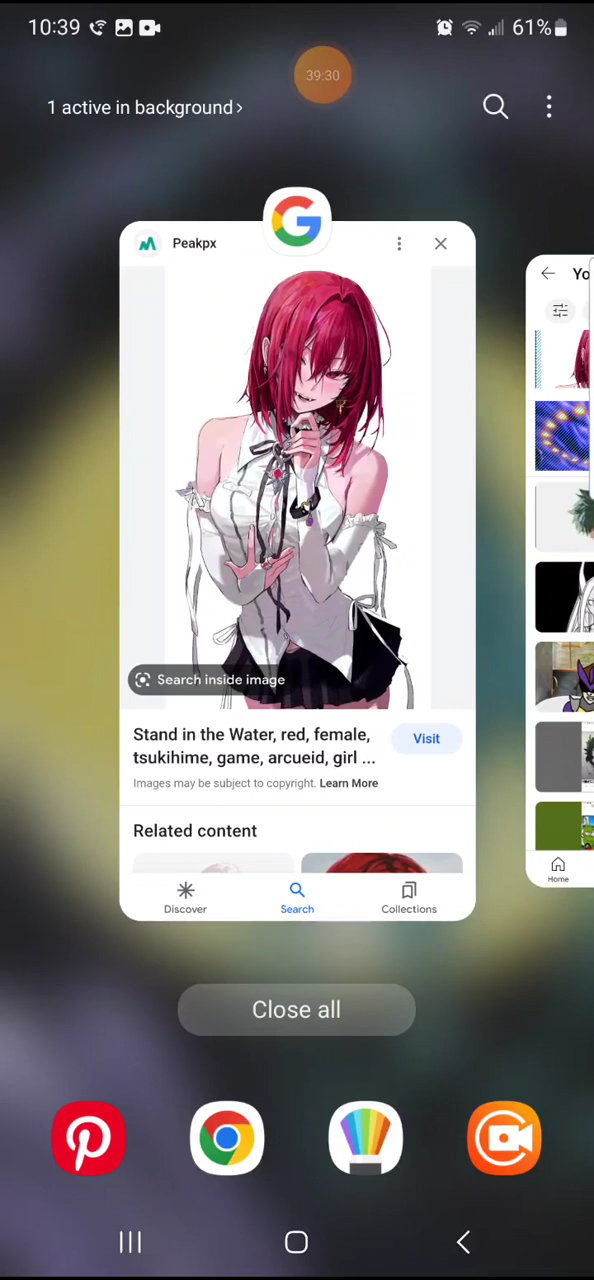 10:39
61%
39:30
1 active in background >
Peakpx
Yo
Search inside image
Stand in the Water, red, female,
tsukihime, game, arcueid, girl ...
Visit
Images may be subject to copyright. Learn More
Related content
Home
Discover
Search
Collections
Close all